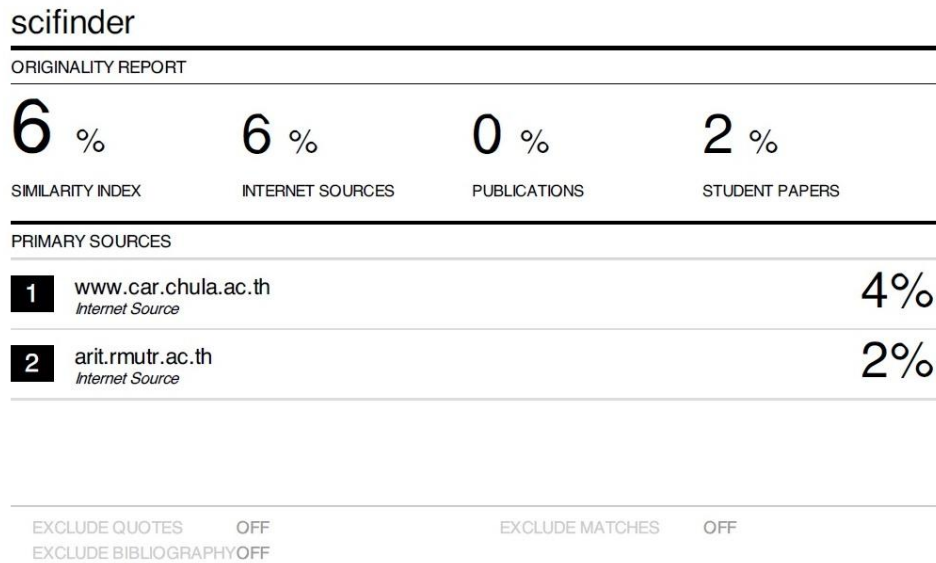 scifinder
ORIGINALITY REPORT
6 % 6 % 0 % 2 %
SIMILARITY INDEX INTERNET SOURCES PUBLICATIONS STUDENT PAPERS
PRIMARY SOURCES
1 www.car.chula.ac.th 4%
Internet Source
2 arit.rmutr.ac.th 2%
Internet Source
EXCLUDE QUOTES OFF EXCLUDE MATCHES OFF
EXCLUDE BIBLIOGRAPHY OFF